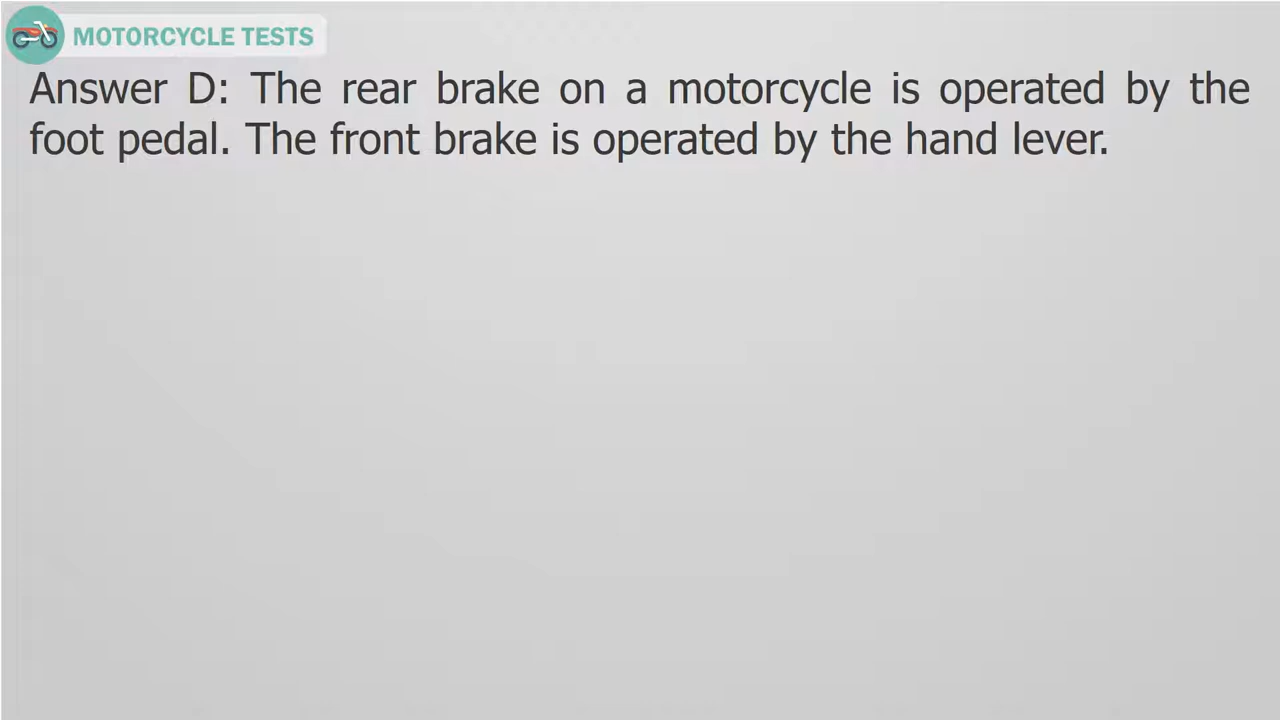 MOTORCYCLE TESTS
Answer D: The rear brake on a motorcycle is operated by the
foot pedal. The front brake is operated by the hand lever.